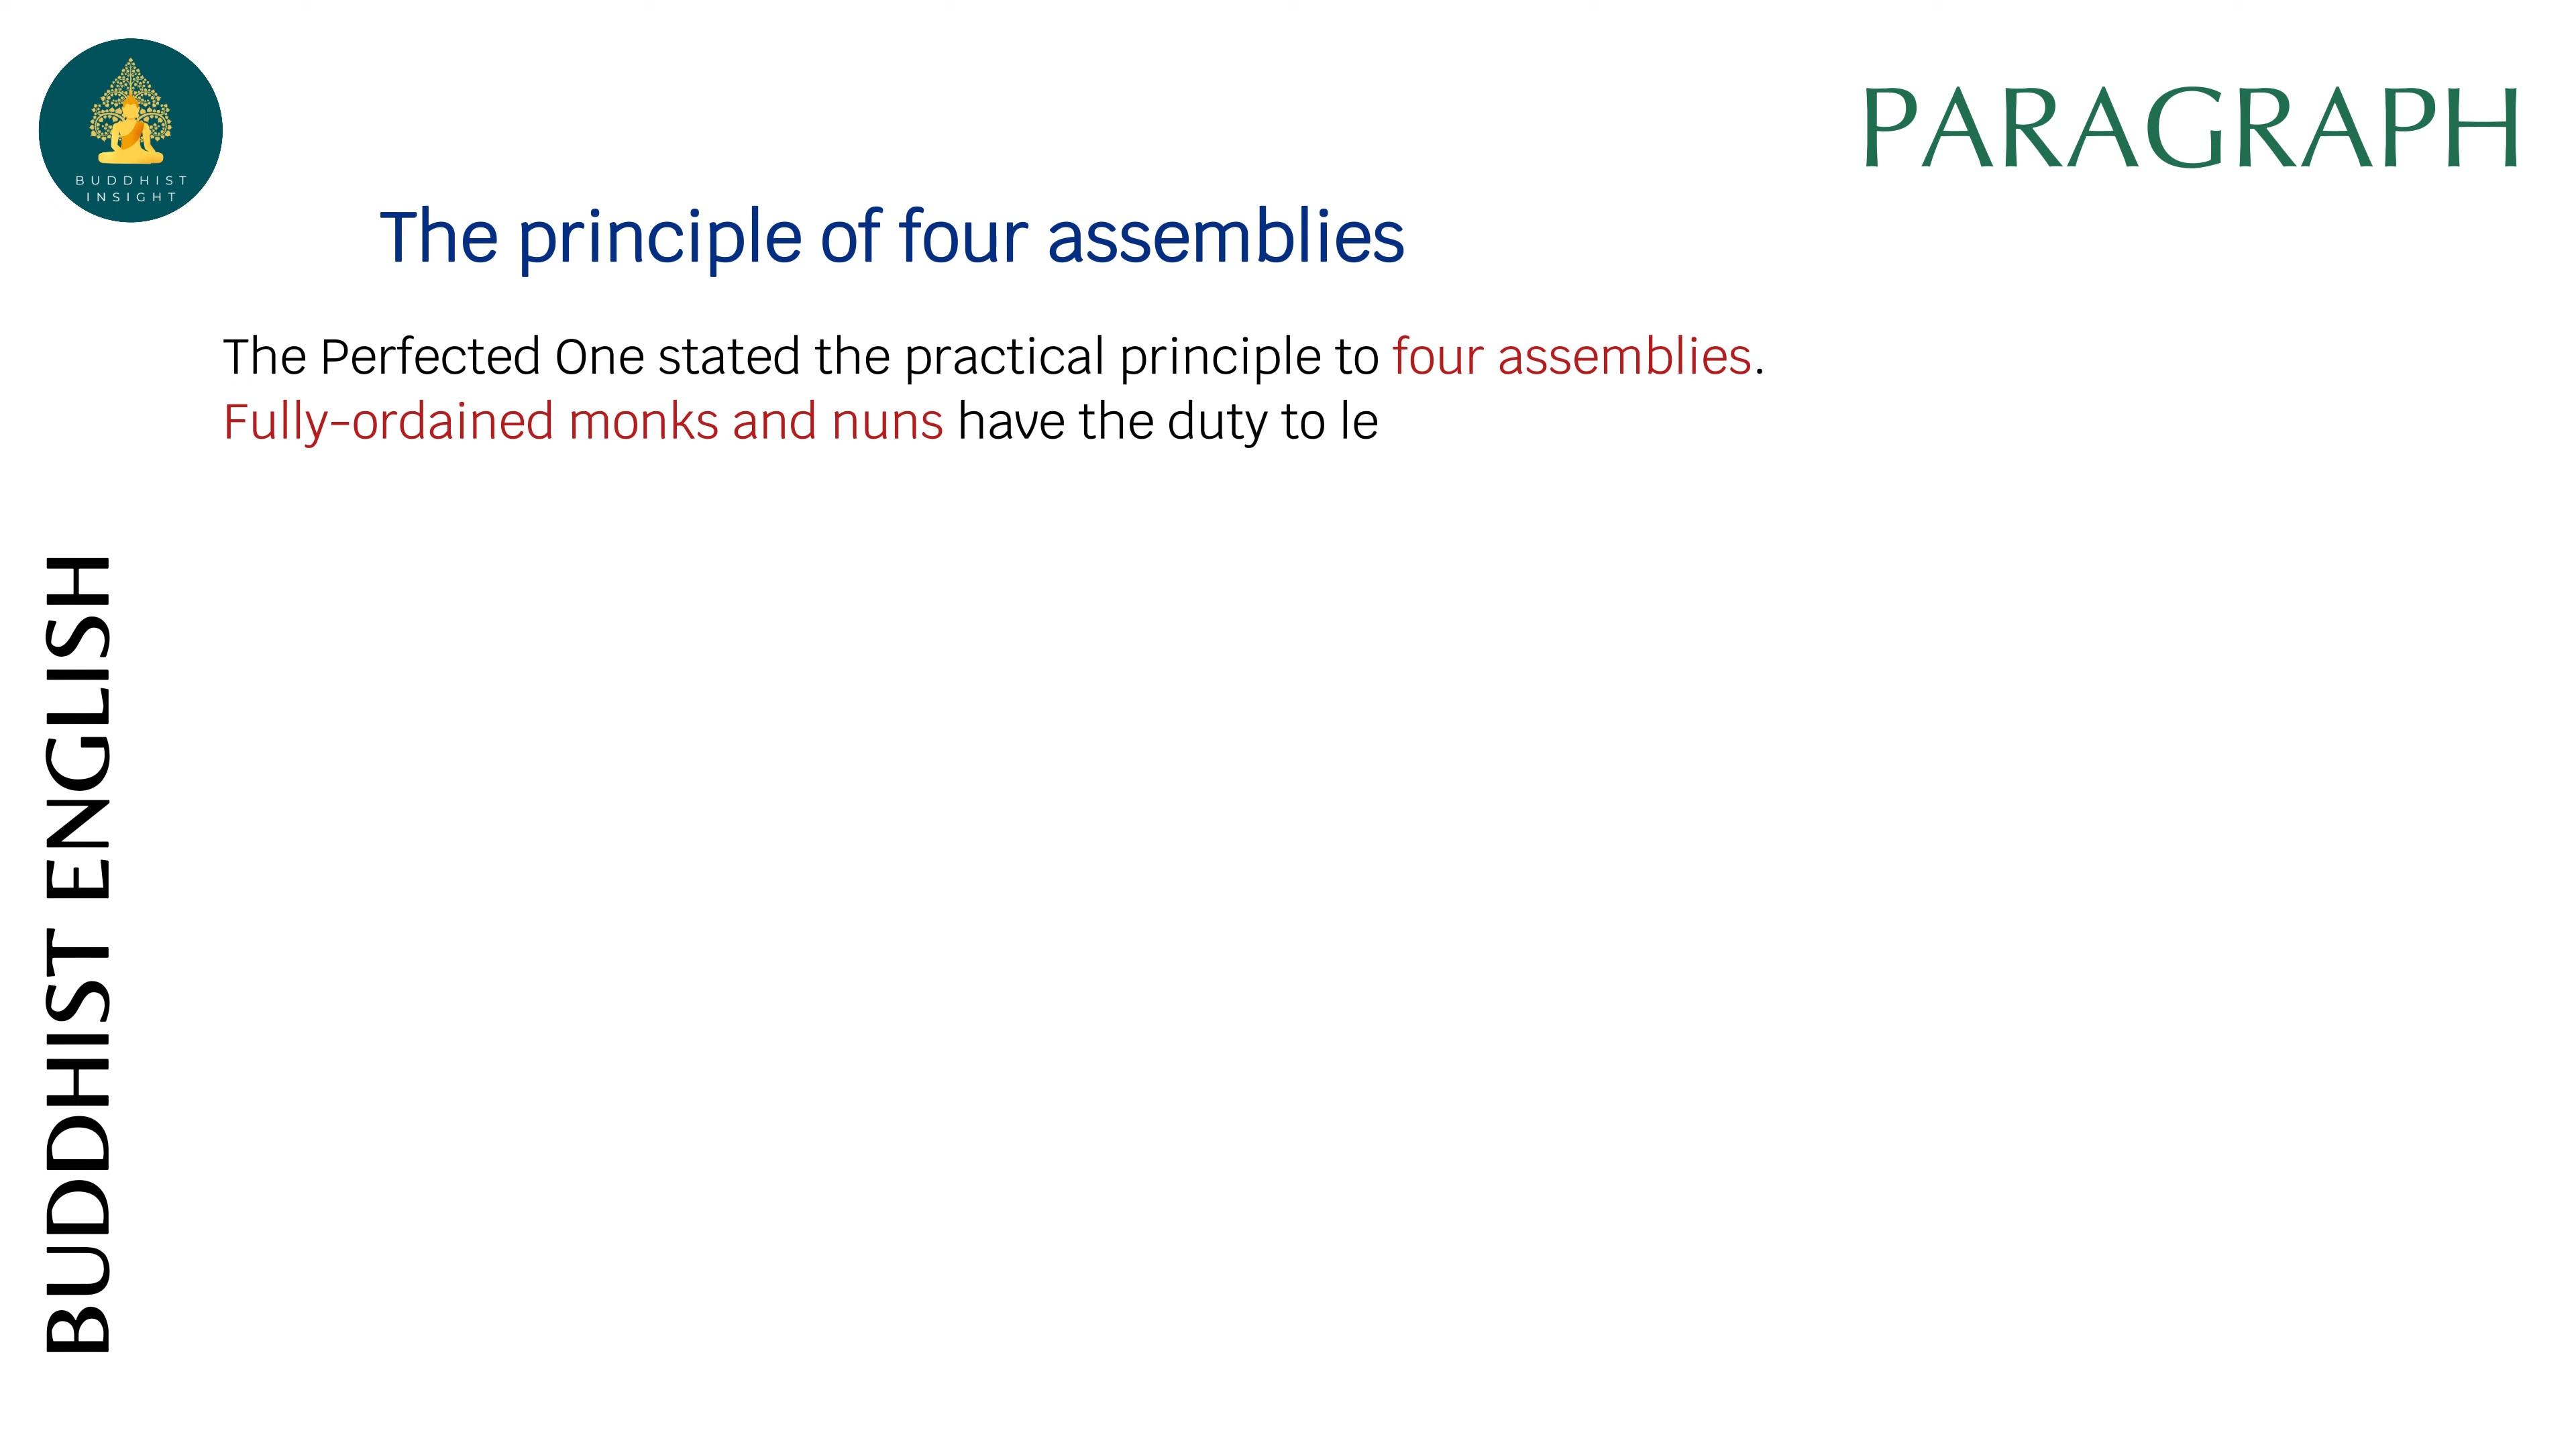 BUDDHIST
INSIGHT
PARAGRAPH
The principle of four assemblies
The Perfected One stated the practical principle to four assemblies.
Fully-ordained monks and nuns have the duty to le
BUDDHIST ENGLISH